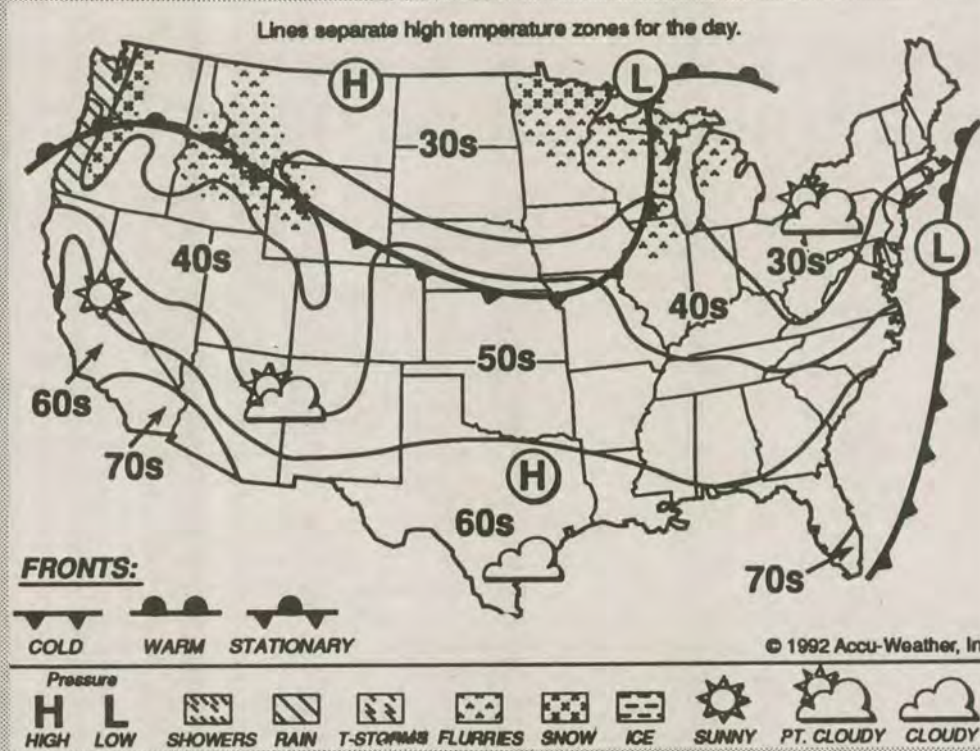 Lines separate high temperature zones for the day.
H
L
30s
40s
30s
L
40s
50s
60s
70s
H
60s
70s
FRONTS:
COLD WARM STATIONARY
© 1992 Accu-Weather, In
Pressure
H L
HIGH LOW SHOWERS RAIN T-STORMS FLURRIES SNOW ICE SUNNY PT. CLOUDY CLOUDY